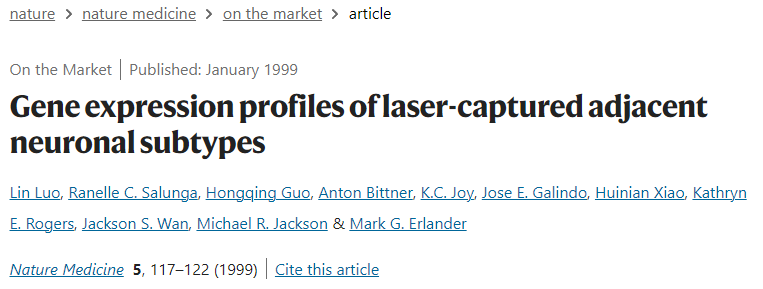 nature > nature medicine > on the market > article
On the Market | Published: January 1999
Gene expression profiles of laser-captured adjacent
neuronal subtypes
Lin Luo, Ranelle C. Salunga, Hongqing Guo, Anton Bittner, K.C. Joy, Jose E. Galindo, Huinian Xiao, Kathryn
E. Rogers, Jackson S. Wan, Michael R. Jackson & Mark G. Erlander
Nature Medicine 5, 117–122 (1999) | Cite this article